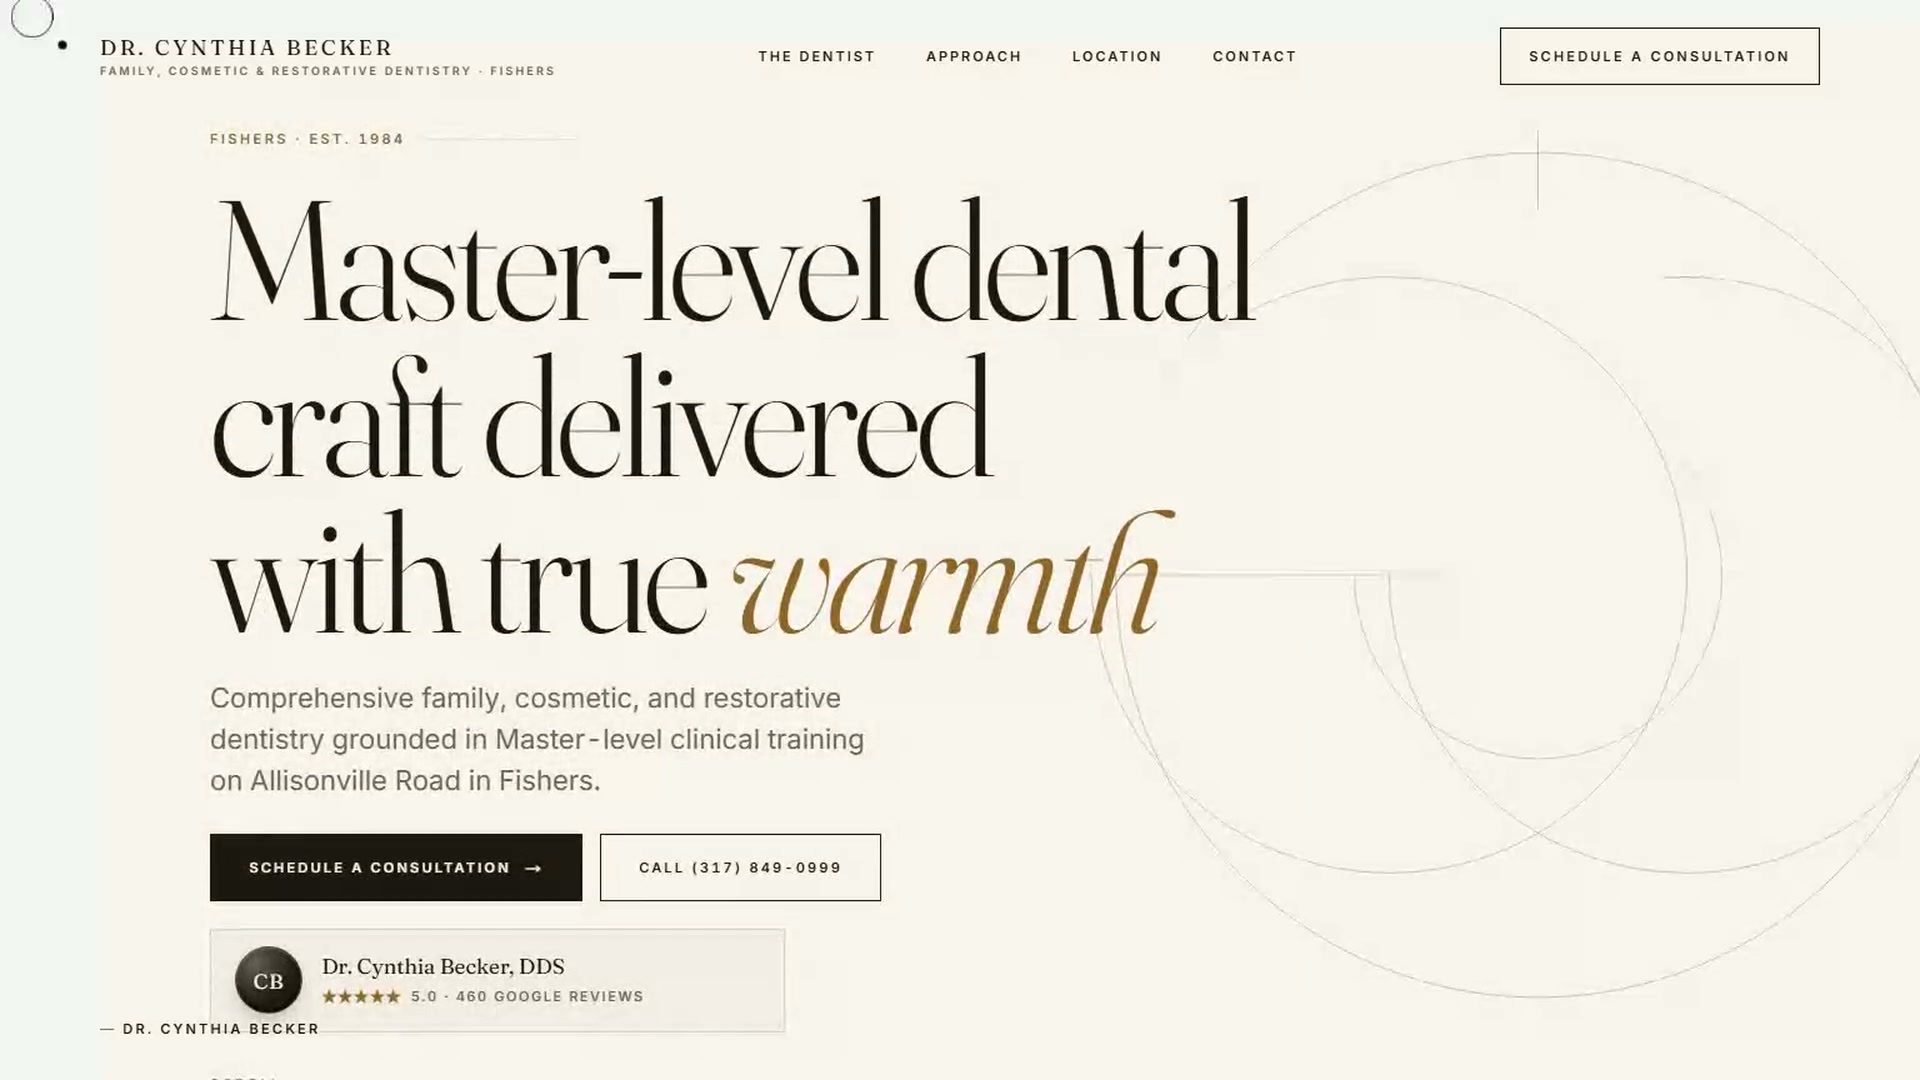 DR. CYNTHIA BECKER
FAMILY, COSMETIC & RESTORATIVE DENTISTRY · FISHERS
THE DENTIST
APPROACH
LOCATION
CONTACT
SCHEDULE A CONSULTATION
FISHERS · EST. 1984
Master-level dental
craft delivered
with true warmth
Comprehensive family, cosmetic, and restorative
dentistry grounded in Master-level clinical training
on Allisonville Road in Fishers.
SCHEDULE A CONSULTATION →
CALL (317) 849-0999
CB
Dr. Cynthia Becker, DDS
★★★★★ 5.0 · 460 GOOGLE REVIEWS
— DR. CYNTHIA BECKER